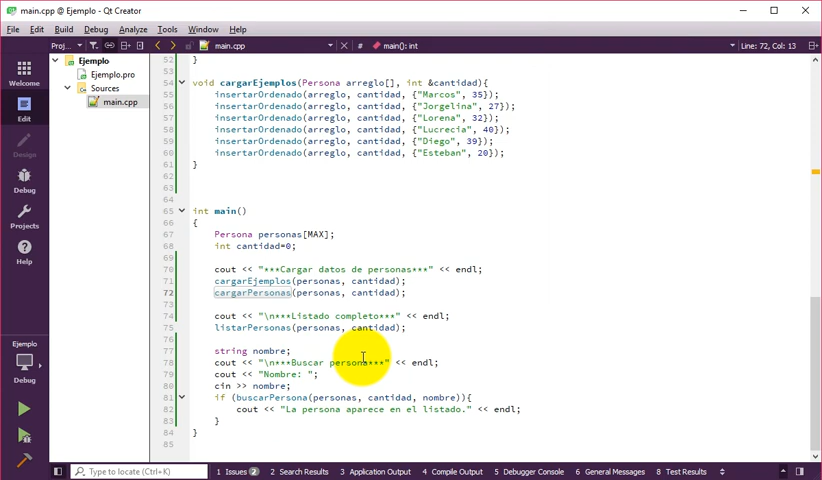 main.cpp @ Ejemplo - Qt Creator
File Edit Build Debug Analyze Tools Window Help
Proj... main.cpp # main(): int Line: 72, Col: 13
Welcome
Edit
Design
Debug
Projects
Help
Ejemplo
Debug
Ejemplo
Ejemplo.pro
Sources
main.cpp
52 }
53
54 void cargarEjemplos(Persona arreglo[], int &cantidad){
55 insertarOrdenado(arreglo, cantidad, {"Marcos", 35});
56 insertarOrdenado(arreglo, cantidad, {"Jorgelina", 27});
57 insertarOrdenado(arreglo, cantidad, {"Lorena", 32});
58 insertarOrdenado(arreglo, cantidad, {"Lucrecia", 40});
59 insertarOrdenado(arreglo, cantidad, {"Diego", 39});
60 insertarOrdenado(arreglo, cantidad, {"Esteban", 20});
61 }
62
63
64
65 int main()
66 {
67 Persona personas[MAX];
68 int cantidad=0;
69
70 cout << "***Cargar datos de personas***" << endl;
71 cargarEjemplos(personas, cantidad);
72 cargarPersonas(personas, cantidad);
73
74 cout << "\n***Listado completo***" << endl;
75 listarPersonas(personas, cantidad);
76
77 string nombre;
78 cout << "\n***Buscar persona***" << endl;
79 cout << "Nombre: ";
80 cin >> nombre;
81 if (buscarPersona(personas, cantidad, nombre)){
82 cout << "La persona aparece en el listado." << endl;
83 }
84 }
85
Type to locate (Ctrl+K) 1 Issues 2 2 Search Results 3 Application Output 4 Compile Output 5 Debugger Console 6 General Messages 8 Test Results